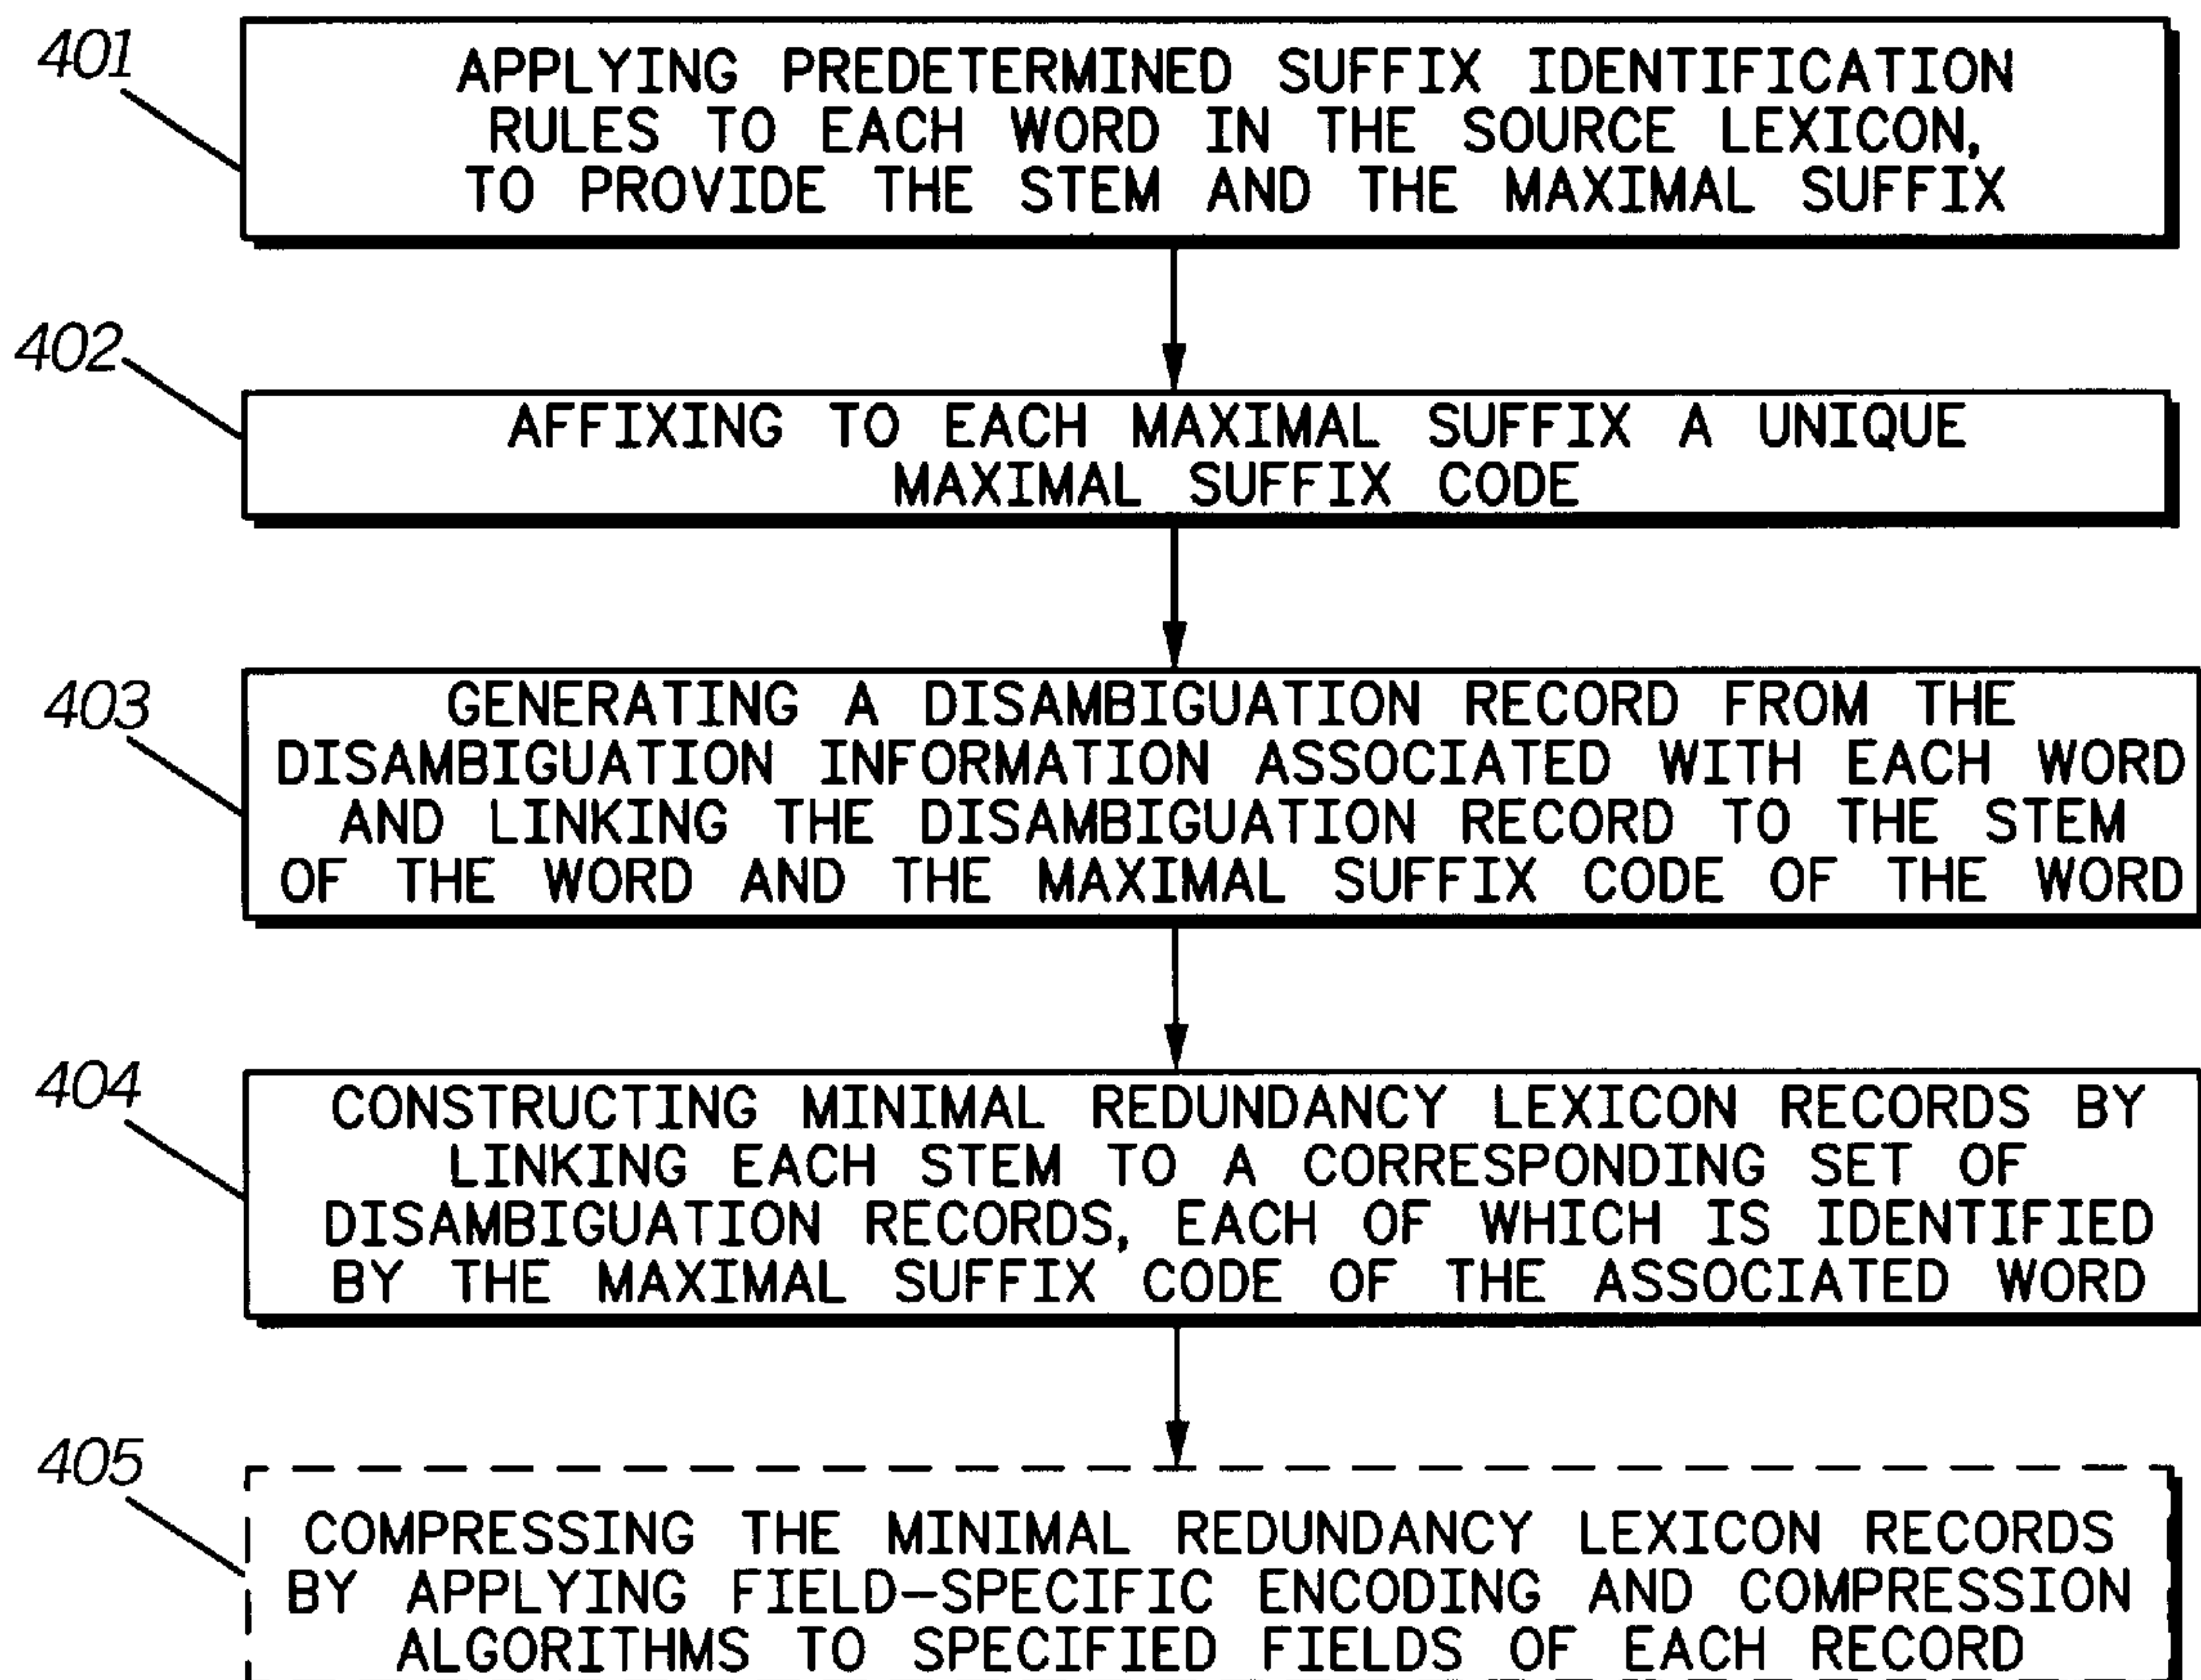 401
APPLYING PREDETERMINED SUFFIX IDENTIFICATION
RULES TO EACH WORD IN THE SOURCE LEXICON,
TO PROVIDE THE STEM AND THE MAXIMAL SUFFIX
402
AFFIXING TO EACH MAXIMAL SUFFIX A UNIQUE
MAXIMAL SUFFIX CODE
403
GENERATING A DISAMBIGUATION RECORD FROM THE
DISAMBIGUATION INFORMATION ASSOCIATED WITH EACH WORD
AND LINKING THE DISAMBIGUATION RECORD TO THE STEM
OF THE WORD AND THE MAXIMAL SUFFIX CODE OF THE WORD
404
CONSTRUCTING MINIMAL REDUNDANCY LEXICON RECORDS BY
LINKING EACH STEM TO A CORRESPONDING SET OF
DISAMBIGUATION RECORDS, EACH OF WHICH IS IDENTIFIED
BY THE MAXIMAL SUFFIX CODE OF THE ASSOCIATED WORD
405
COMPRESSING THE MINIMAL REDUNDANCY LEXICON RECORDS
BY APPLYING FIELD-SPECIFIC ENCODING AND COMPRESSION
ALGORITHMS TO SPECIFIED FIELDS OF EACH RECORD